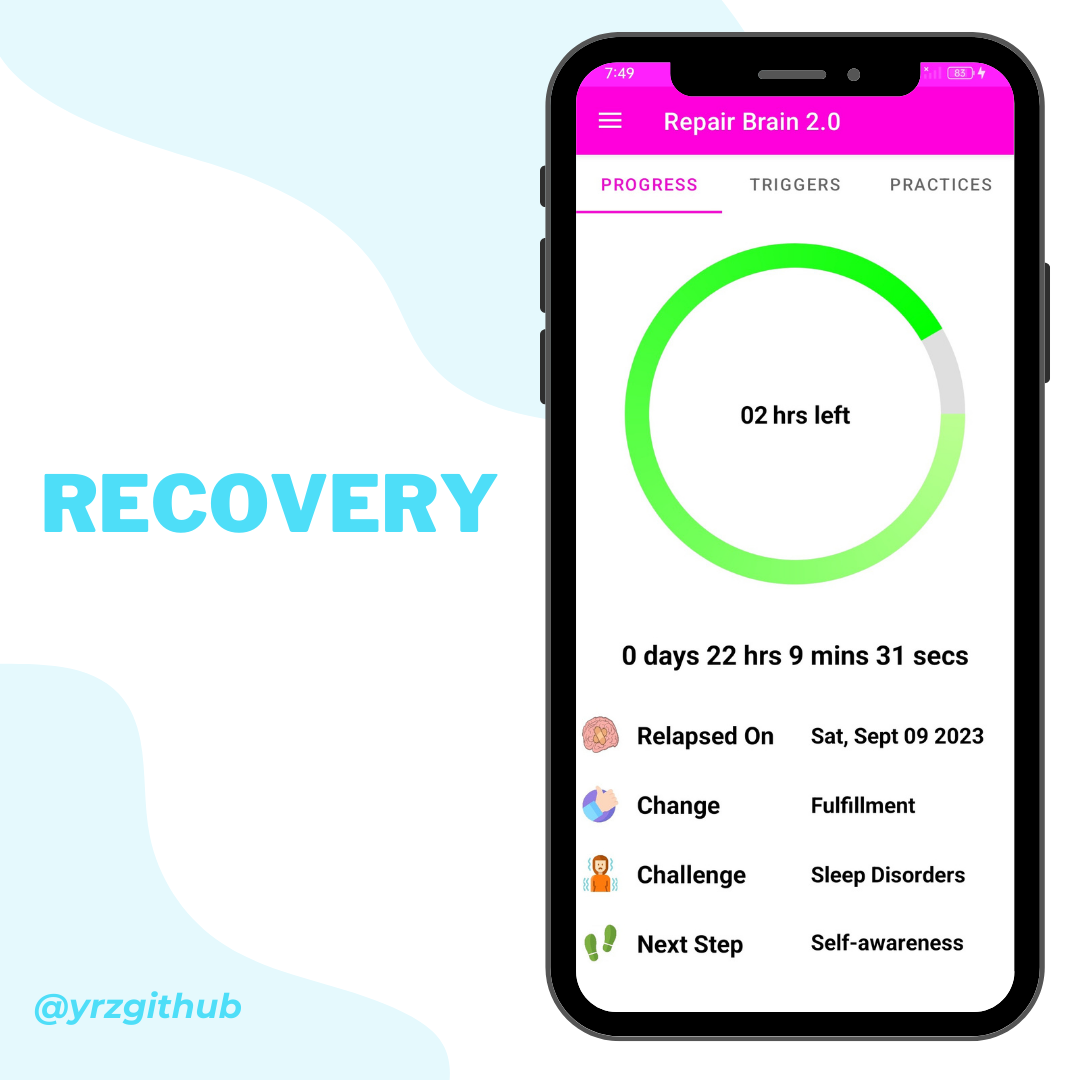 RECOVERY
@yrzgithub
7:49
83
Repair Brain 2.0
PROGRESS TRIGGERS PRACTICES
02 hrs left
0 days 22 hrs 9 mins 31 secs
Relapsed On Sat, Sept 09 2023
Change Fulfillment
Challenge Sleep Disorders
Next Step Self-awareness